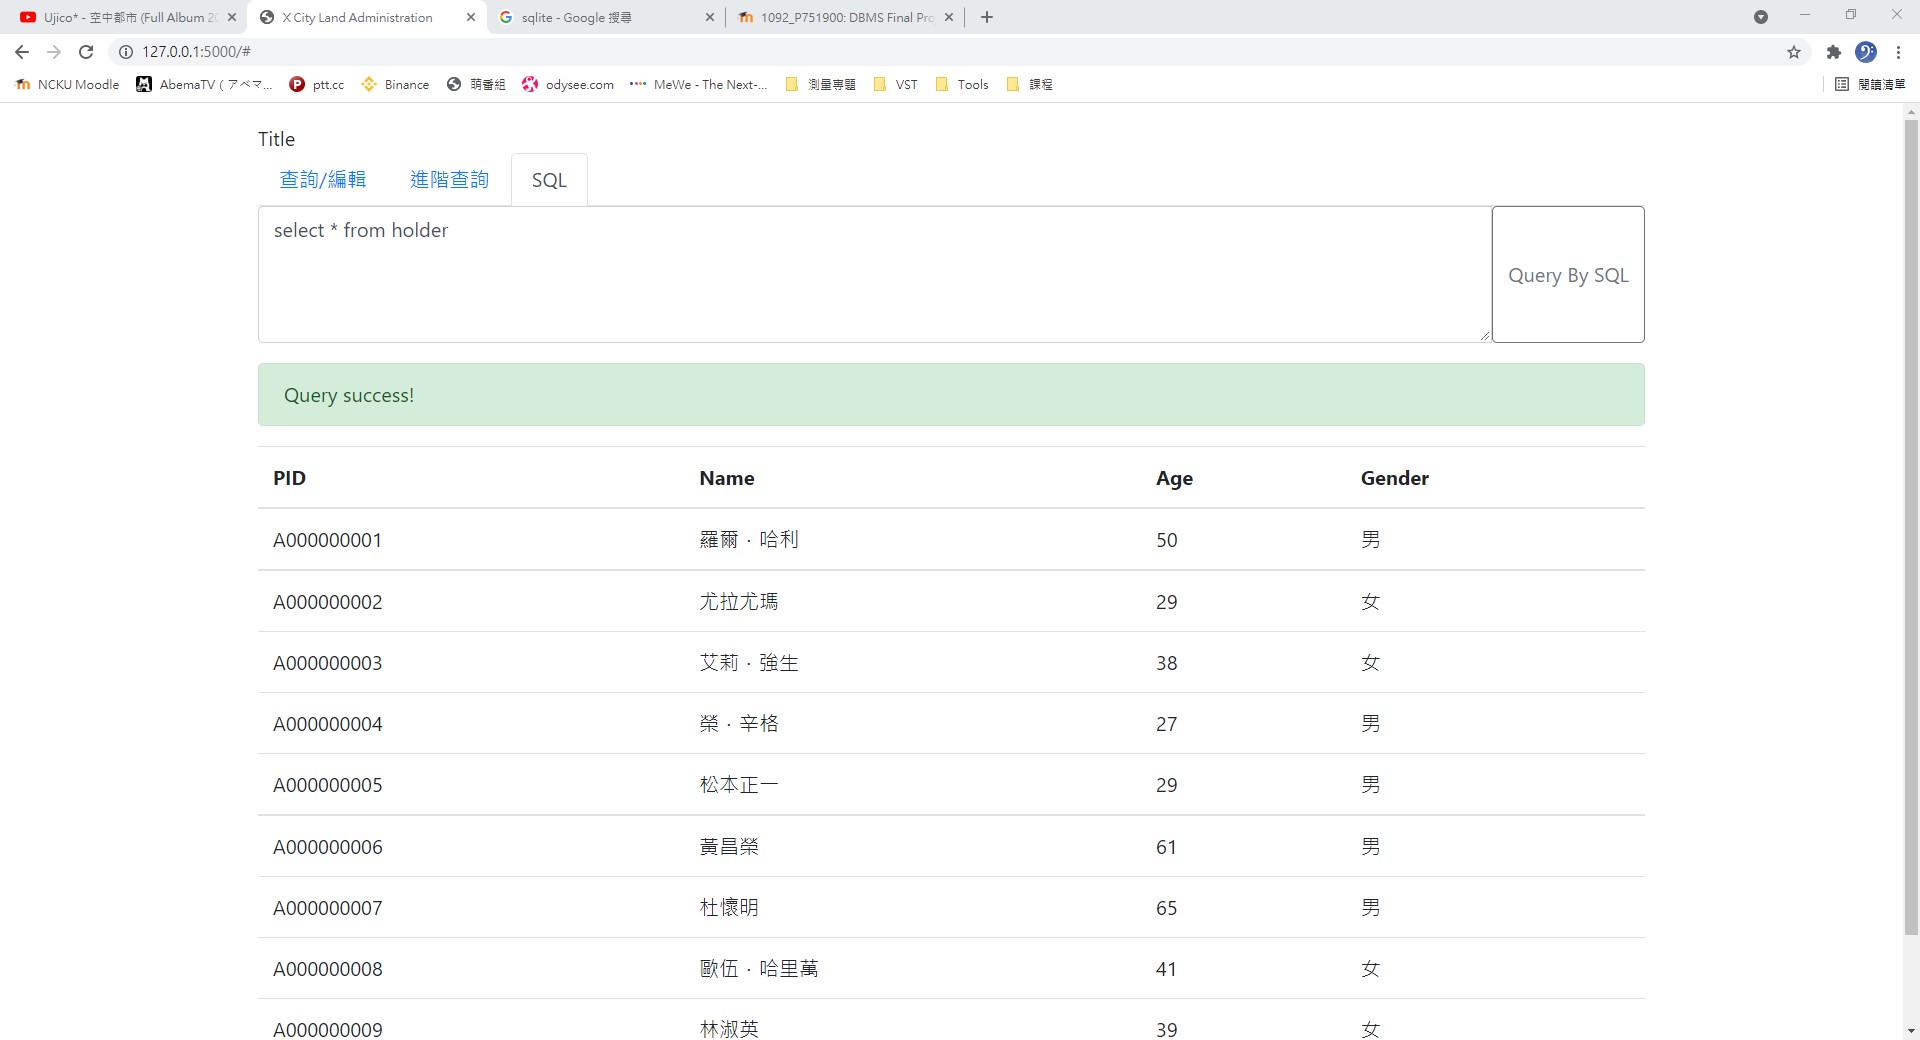 Ujico* - 空中都市 (Full Album 20
X City Land Administration
sqlite - Google 搜尋
1092_P751900: DBMS Final Pro
127.0.0.1:5000/#
NCKU Moodle
AbemaTV ( アベマ...
ptt.cc
Binance
萌番組
odysee.com
MeWe - The Next-...
測量專題
VST
Tools
課程
閱讀清單
Title
查詢/編輯 進階查詢 SQL
select * from holder
Query By SQL
Query success!
PID Name Age Gender
A000000001 羅爾．哈利 50 男
A000000002 尤拉尤瑪 29 女
A000000003 艾莉．強生 38 女
A000000004 榮．辛格 27 男
A000000005 松本正一 29 男
A000000006 黃昌榮 61 男
A000000007 杜懷明 65 男
A000000008 歐伍．哈里萬 41 女
A000000009 林淑英 39 女